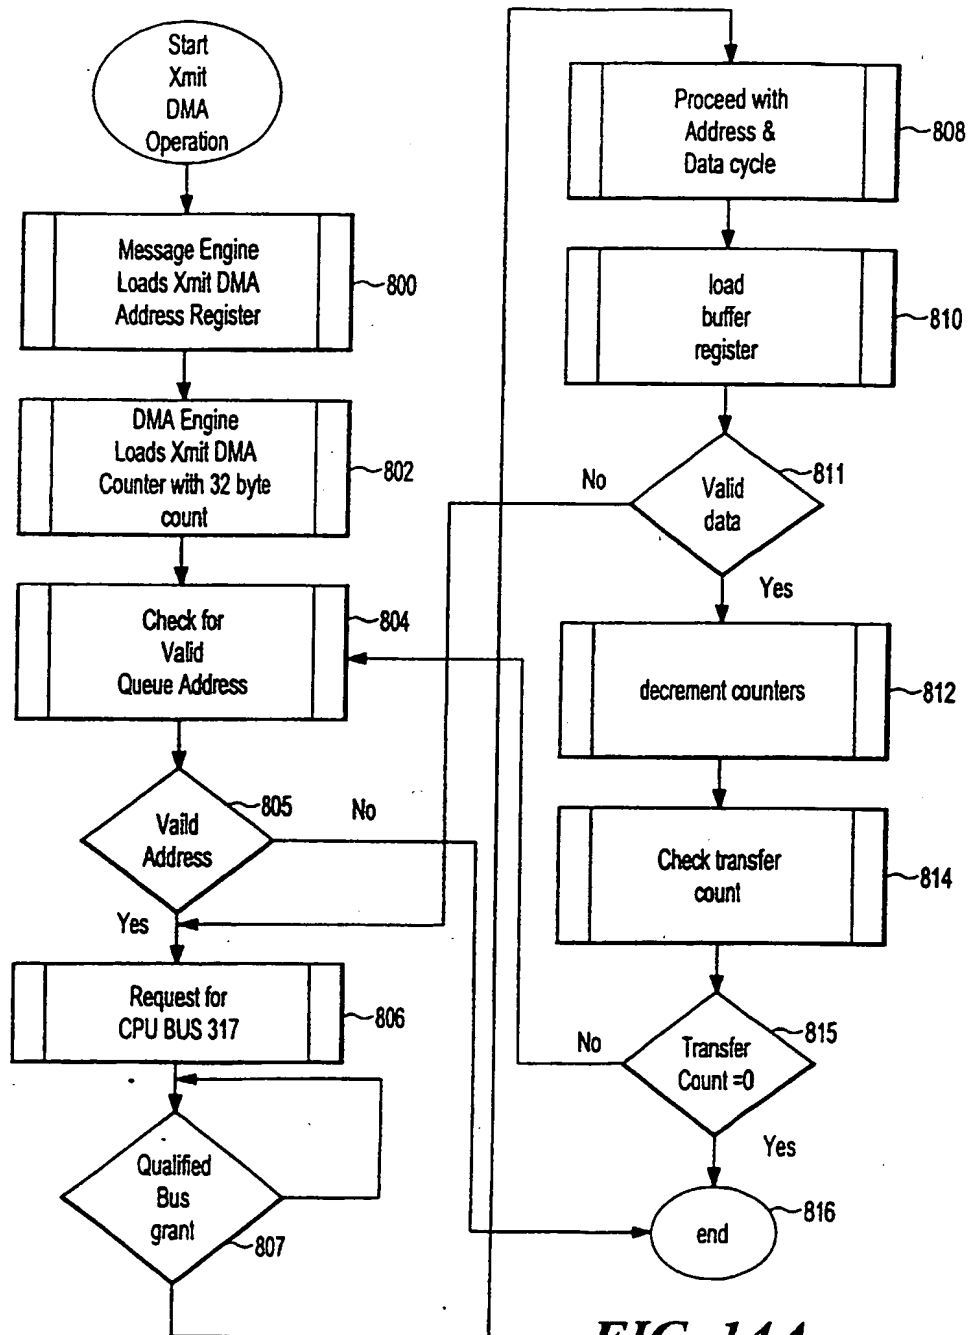 Start
Xmit
DMA
Operation
Message Engine
Loads Xmit DMA
Address Register
800
DMA Engine
Loads Xmit DMA
Counter with 32 byte
count
802
Check for
Valid
Queue Address
804
Vaild
Address
805
No
Yes
Request for
CPU BUS 317
806
Qualified
Bus
grant
807
Proceed with
Address &
Data cycle
808
load
buffer
register
810
Valid
data
811
No
Yes
decrement counters
812
Check transfer
count
814
Transfer
Count =0
815
No
Yes
end
816
FIG. 14A